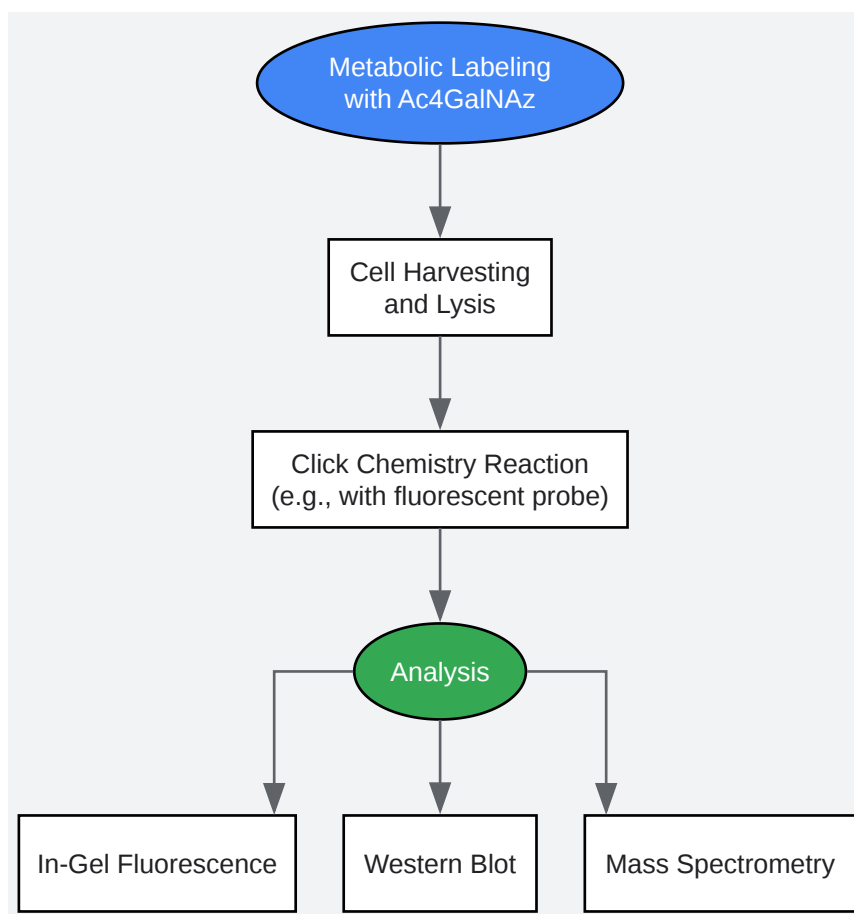 Metabolic Labeling
with Ac4GalNAz
Cell Harvesting
and Lysis
Click Chemistry Reaction
(e.g., with fluorescent probe)
Analysis
In-Gel Fluorescence
Western Blot
Mass Spectrometry